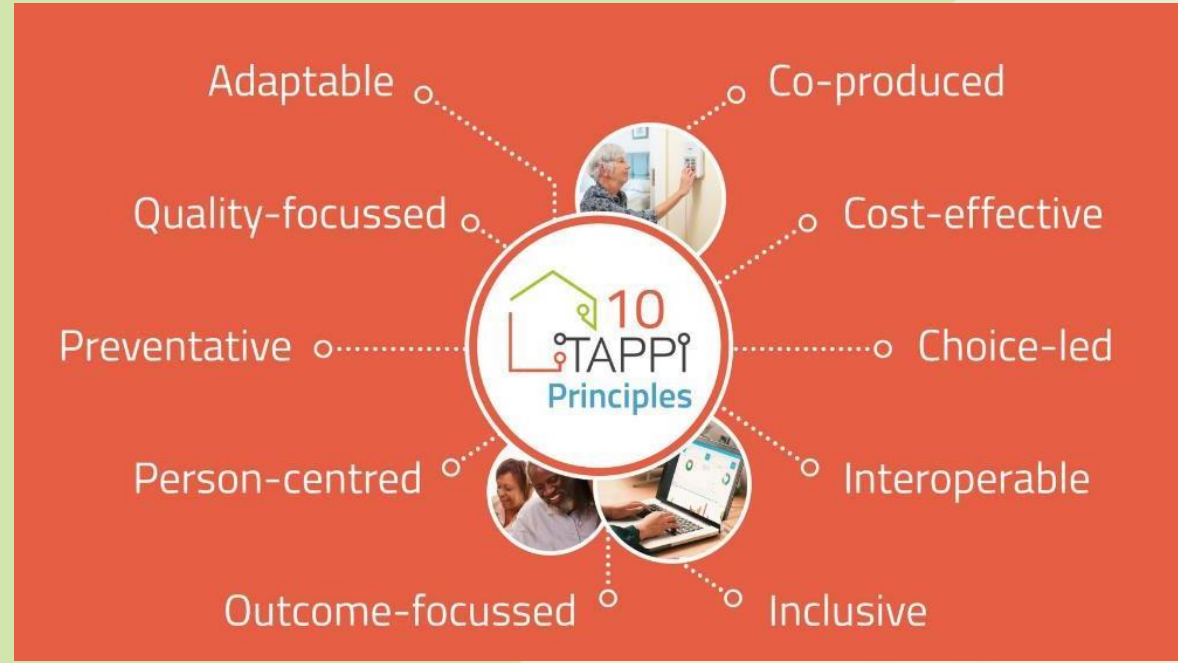 Adaptable
Co-produced
Quality-focussed
Cost-effective
10
TAPPI
Principles
Preventative
Choice-led
Person-centred
Interoperable
Outcome-focussed
Inclusive